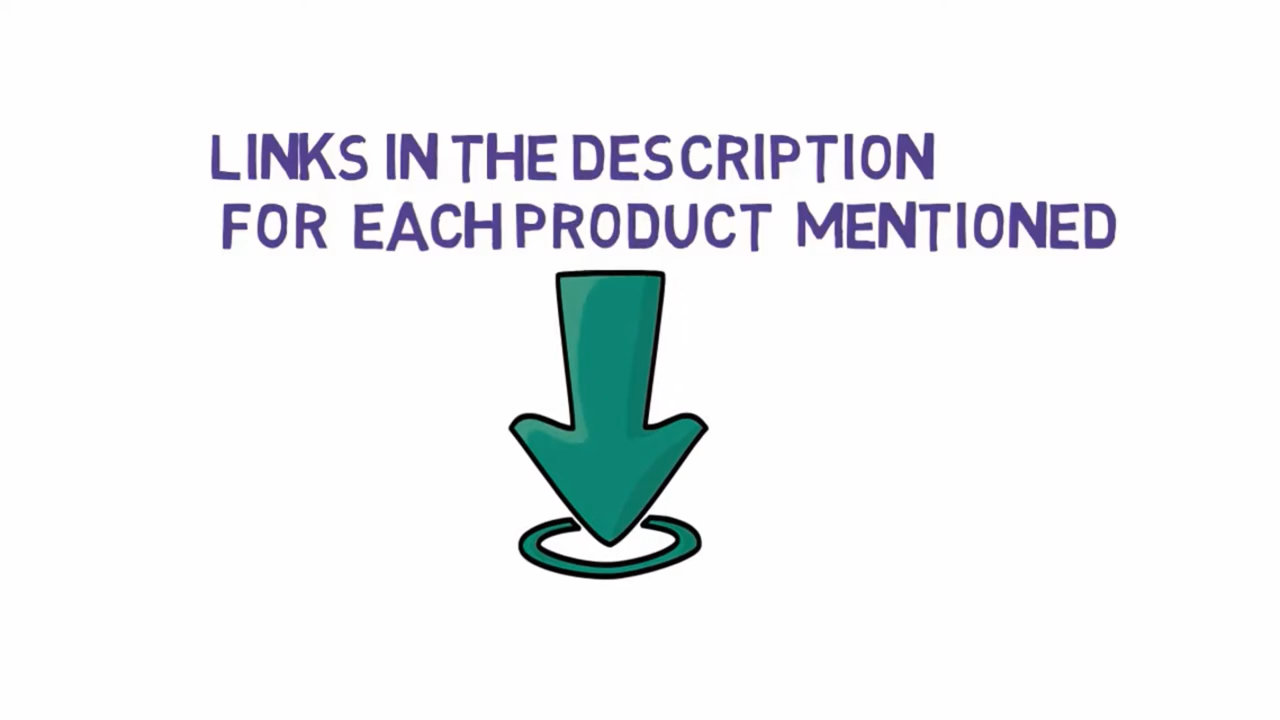 LINKS IN THE DESCRIPTION
FOR EACH PRODUCT MENTIONED